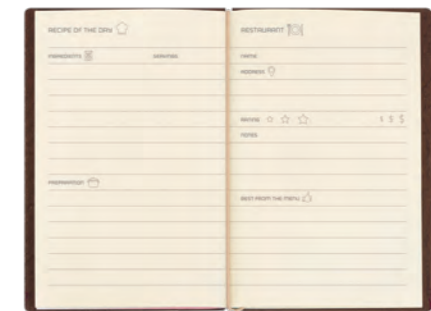 RECIPE OF THE DAY
INGREDIENTS SERVINGS
PREPARATION
RESTAURANT
NAME
ADDRESS
RATING $ $ $
NOTES
BEST FROM THE MENU